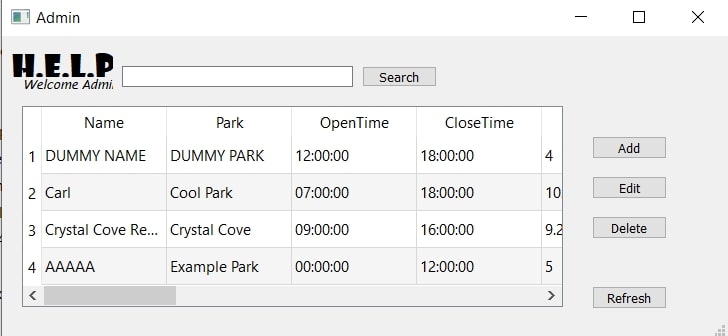 Admin
H.E.L.P
Welcome Admi
Search
Name Park OpenTime CloseTime
1 DUMMY NAME DUMMY PARK 12:00:00 18:00:00 4
2 Carl Cool Park 07:00:00 18:00:00 10
3 Crystal Cove Re... Crystal Cove 09:00:00 16:00:00 9.2
4 AAAAA Example Park 00:00:00 12:00:00 5
Add
Edit
Delete
Refresh